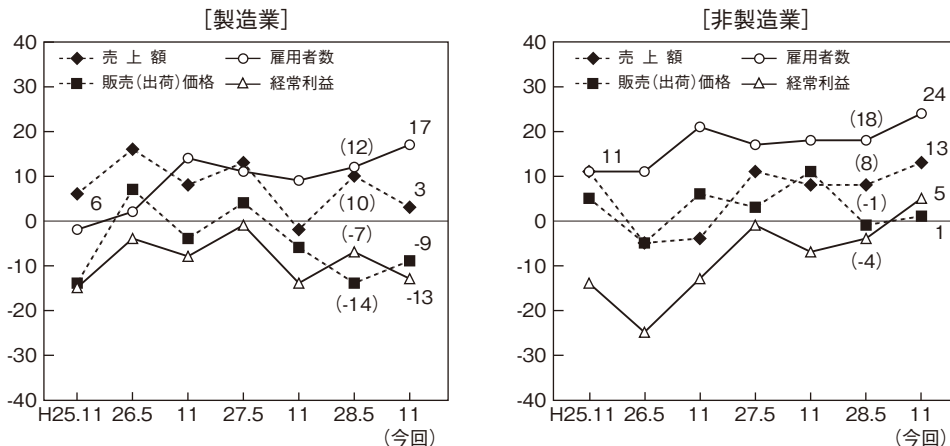 [製造業]
40
30
20
10
0
-10
-20
-30
-40
売上額
雇用者数
販売(出荷)価格
経常利益
6
(12)
17
(10)
3
(-7)
-9
(-14)
-13
H25.11 26.5 11 27.5 11 28.5 11
(今回)
[非製造業]
40
30
20
10
0
-10
-20
-30
-40
売上額
雇用者数
販売(出荷)価格
経常利益
11
(18)
24
(8)
13
(-1)
5
(-4)
1
H25.11 26.5 11 27.5 11 28.5 11
(今回)